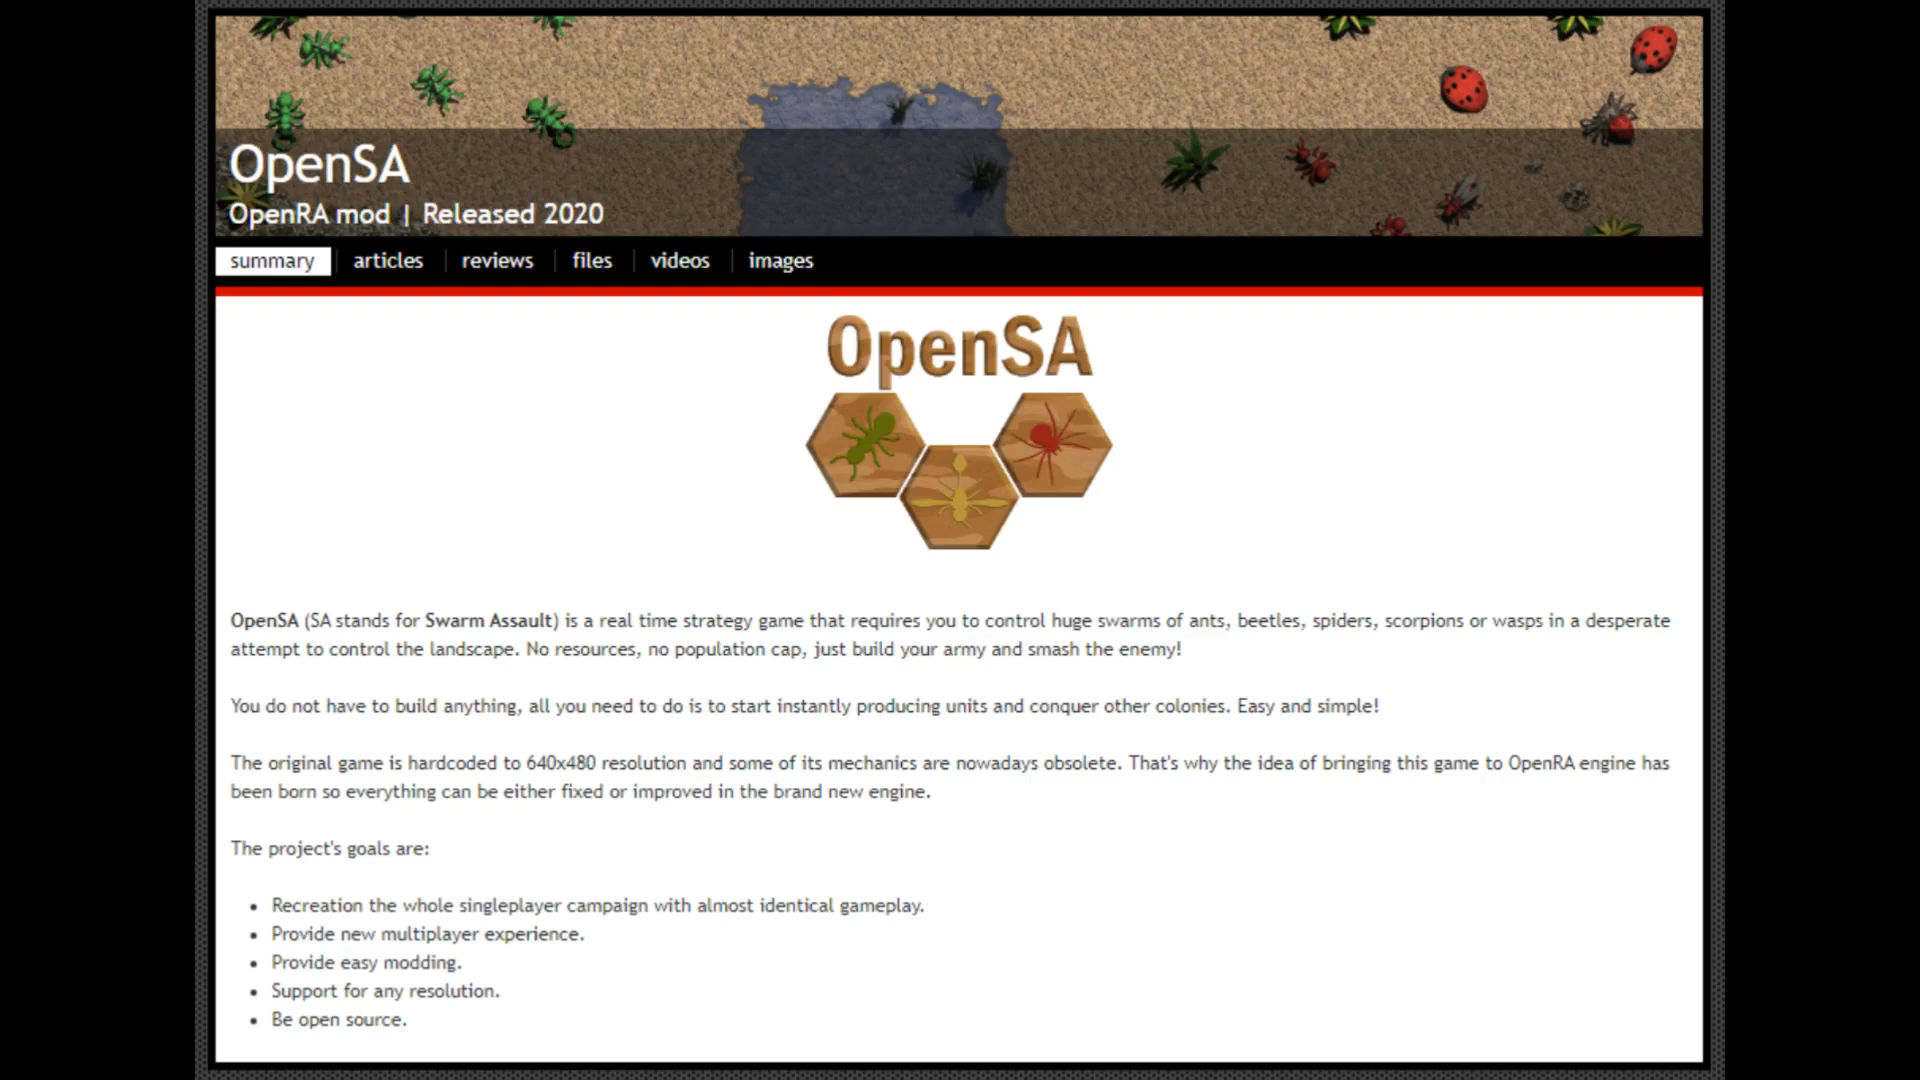 OpenSA
OpenRA mod | Released 2020
summary articles reviews files videos images
OpenSA
OpenSA (SA stands for Swarm Assault) is a real time strategy game that requires you to control huge swarms of ants, beetles, spiders, scorpions or wasps in a desperate
attempt to control the landscape. No resources, no population cap, just build your army and smash the enemy!
You do not have to build anything, all you need to do is to start instantly producing units and conquer other colonies. Easy and simple!
The original game is hardcoded to 640x480 resolution and some of its mechanics are nowadays obsolete. That's why the idea of bringing this game to OpenRA engine has
been born so everything can be either fixed or improved in the brand new engine.
The project's goals are:
• Recreation the whole singleplayer campaign with almost identical gameplay.
• Provide new multiplayer experience.
• Provide easy modding.
• Support for any resolution.
• Be open source.